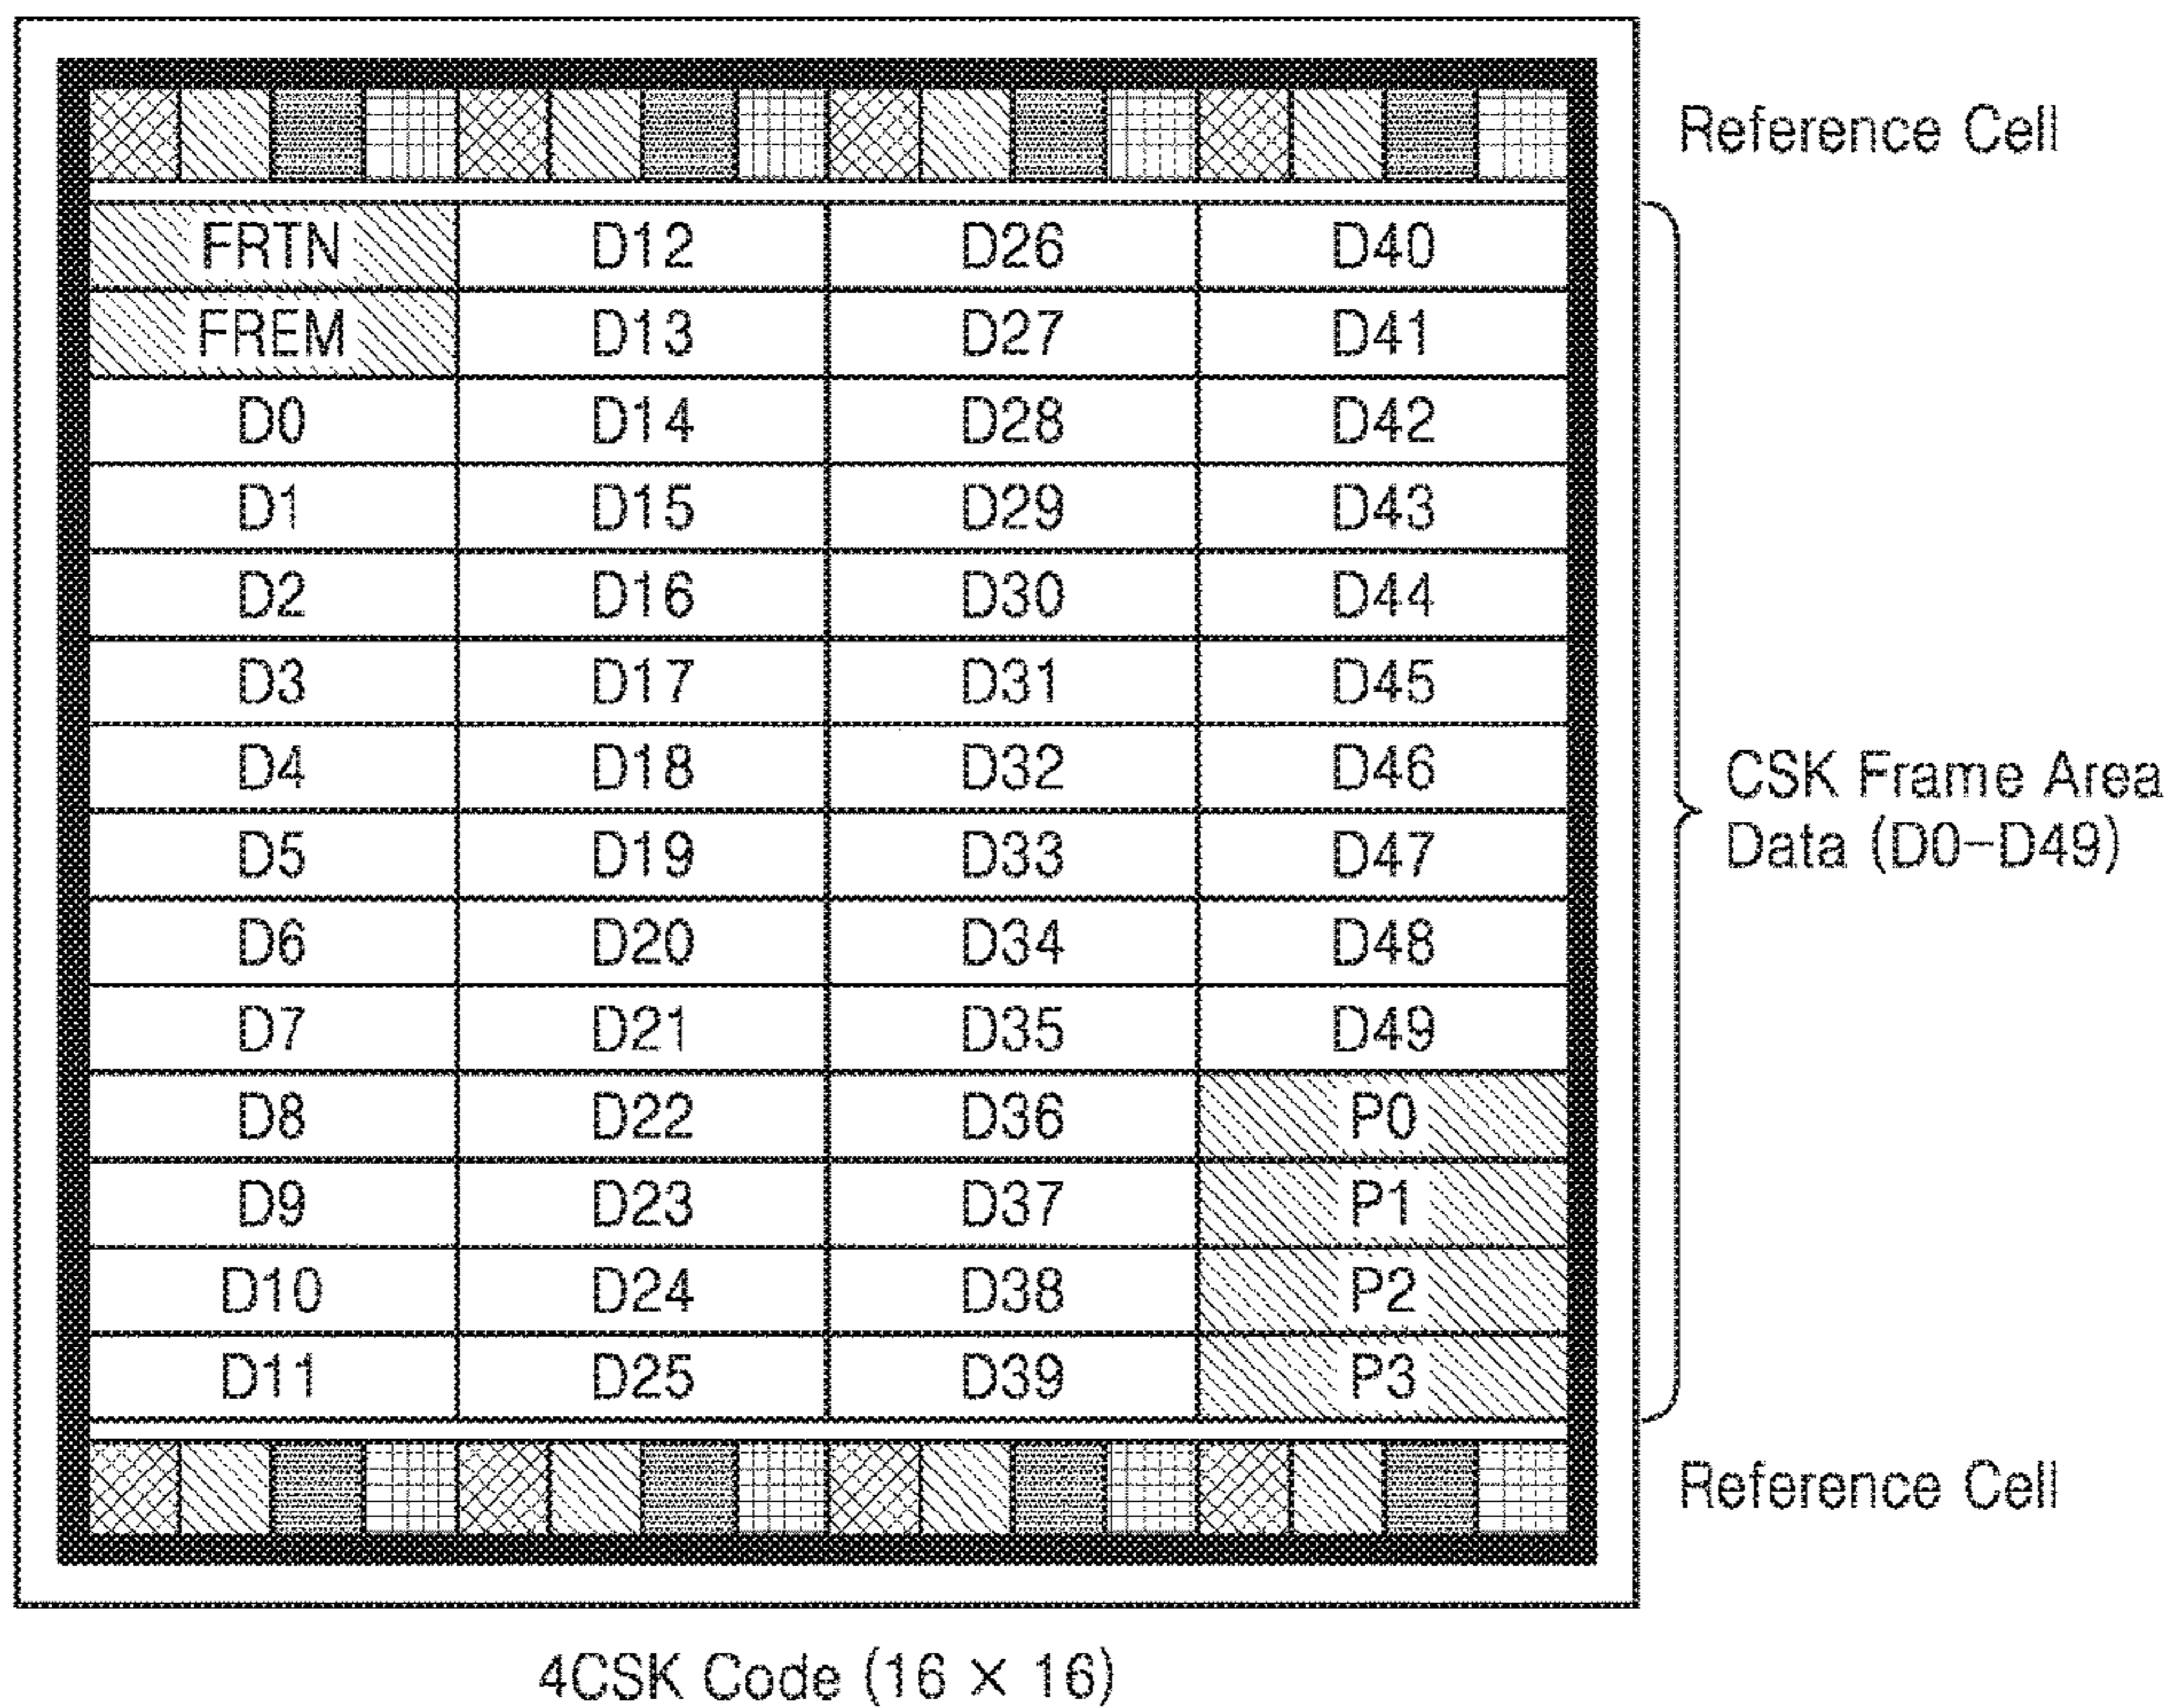 Reference Cell
FRTN D12 D26 D40
FREM D13 D27 D41
D0 D14 D28 D42
D1 D15 D29 D43
D2 D16 D30 D44
D3 D17 D31 D45
D4 D18 D32 D46
D5 D19 D33 D47
D6 D20 D34 D48
D7 D21 D35 D49
D8 D22 D36 P0
D9 D23 D37 P1
D10 D24 D38 P2
D11 D25 D39 P3
CSK Frame Area
Data (D0-D49)
Reference Cell
4CSK Code (16 × 16)